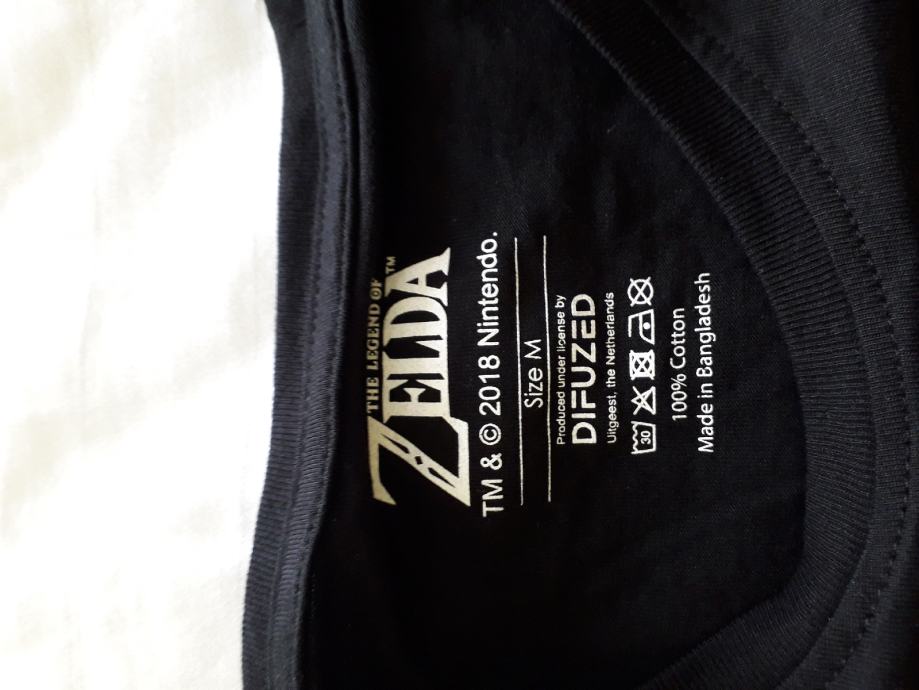 THE LEGEND OF
ZELDA™
TM & © 2018 Nintendo.
Size M
Produced under license by
DIFUZED
Uitgeest, the Netherlands
30
100% Cotton
Made in Bangladesh